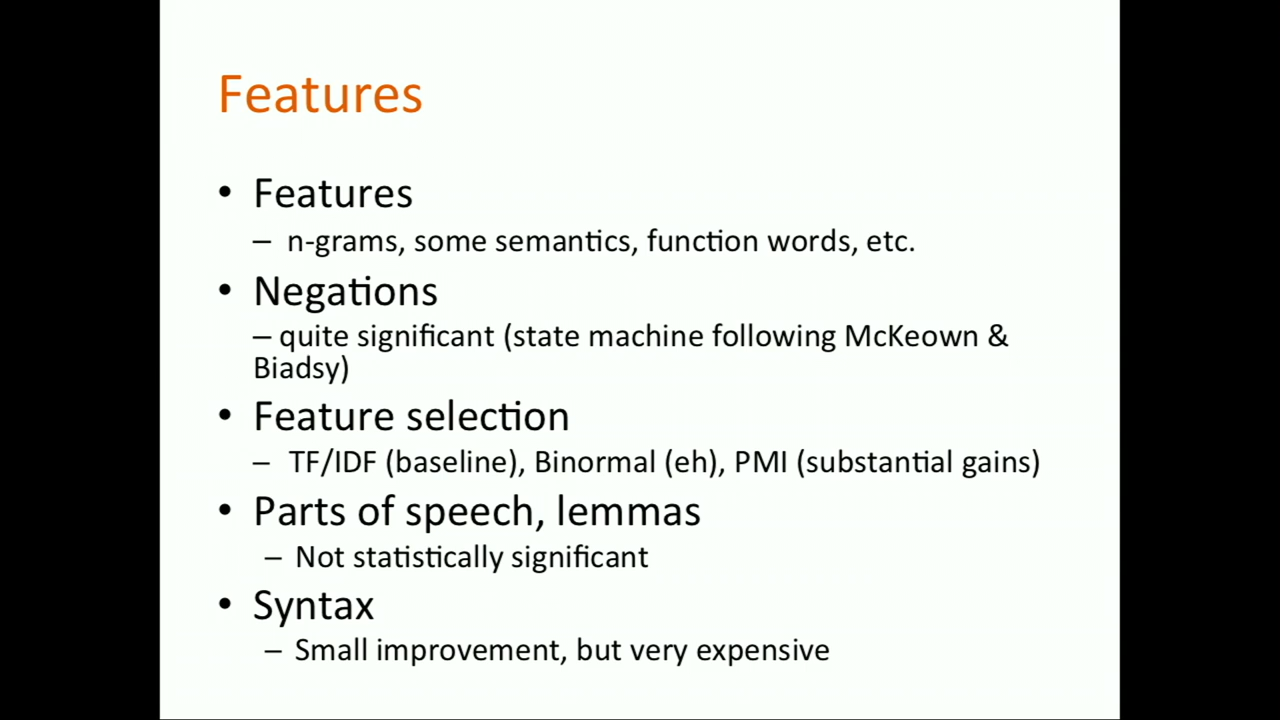 Features
• Features
– n-grams, some semantics, function words, etc.
• Negations
– quite significant (state machine following McKeown &
Biadsy)
• Feature selection
– TF/IDF (baseline), Binormal (eh), PMI (substantial gains)
• Parts of speech, lemmas
– Not statistically significant
• Syntax
– Small improvement, but very expensive